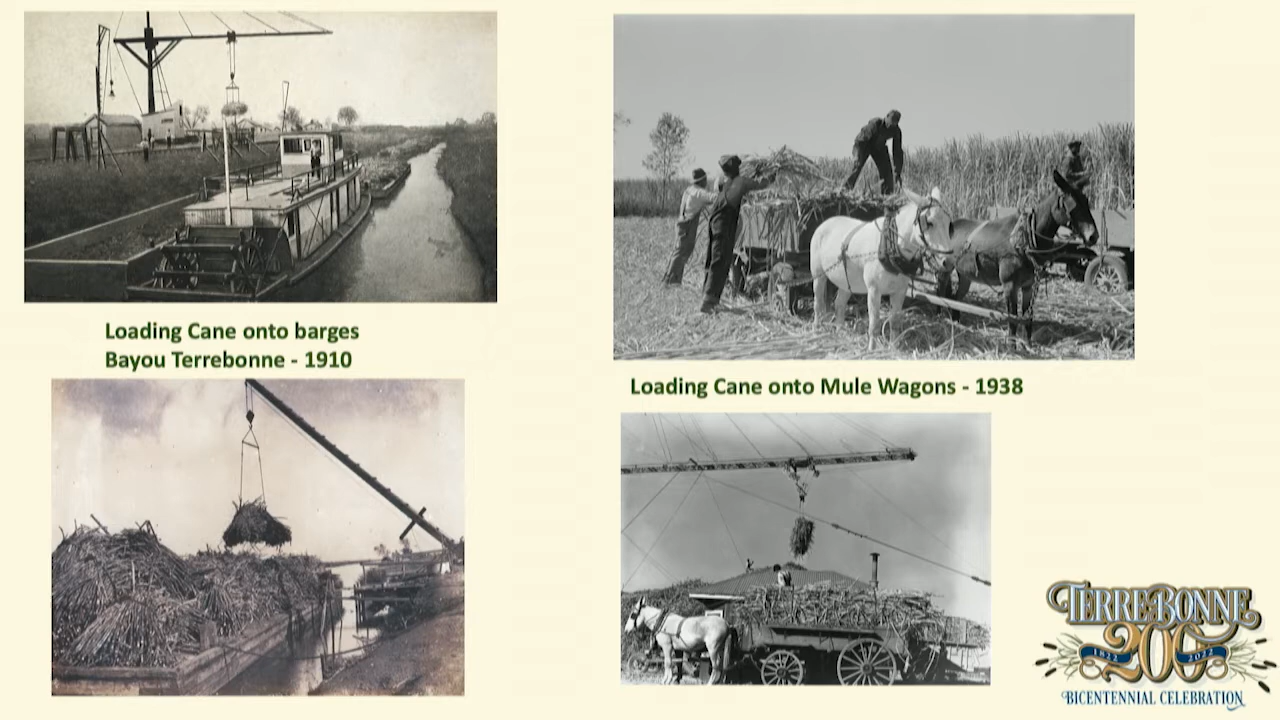 Loading Cane onto barges
Bayou Terrebonne - 1910
Loading Cane onto Mule Wagons - 1938
TERREBONNE
200
1822 2022
BICENTENNIAL CELEBRATION